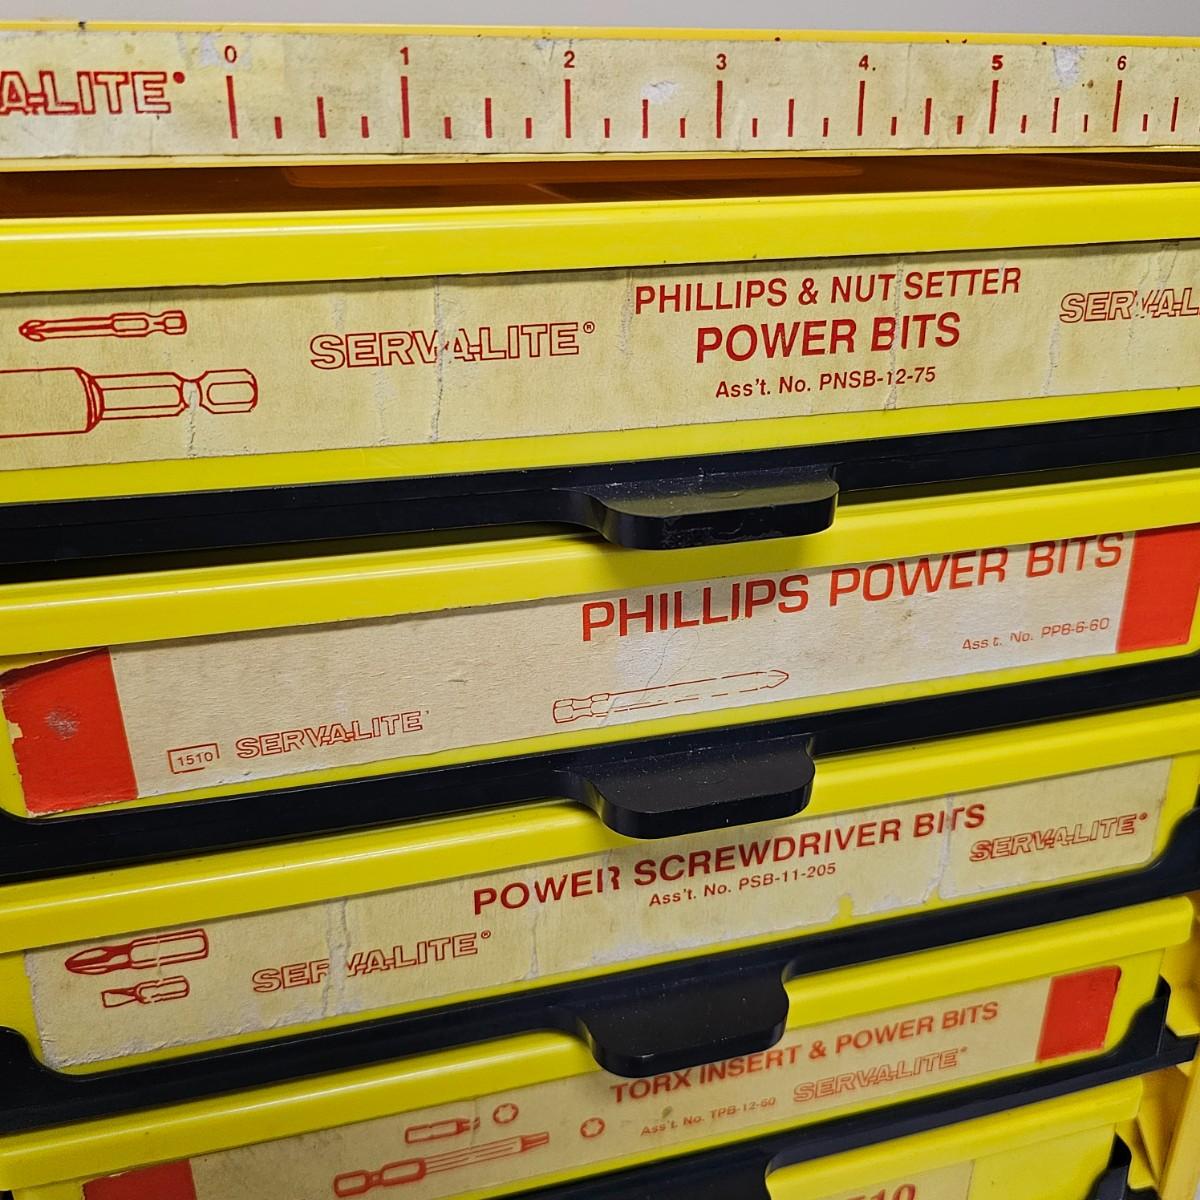 0 1 2 3 4. 5 6
A-LITE®
PHILLIPS & NUT SETTER
SERV-A-LITE® POWER BITS SERV-A-L
Ass't. No. PNSB-12-75
PHILLIPS POWER BITS
Ass't. No. PPB-6-60
1510 SERV-A-LITE
POWER SCREWDRIVER BITS
Ass't. No. PSB-11-205
SERV-A-LITE®
SERV-A-LITE®
TORX INSERT & POWER BITS
Ass't. No. TPB-12-60 SERV-A-LITE®